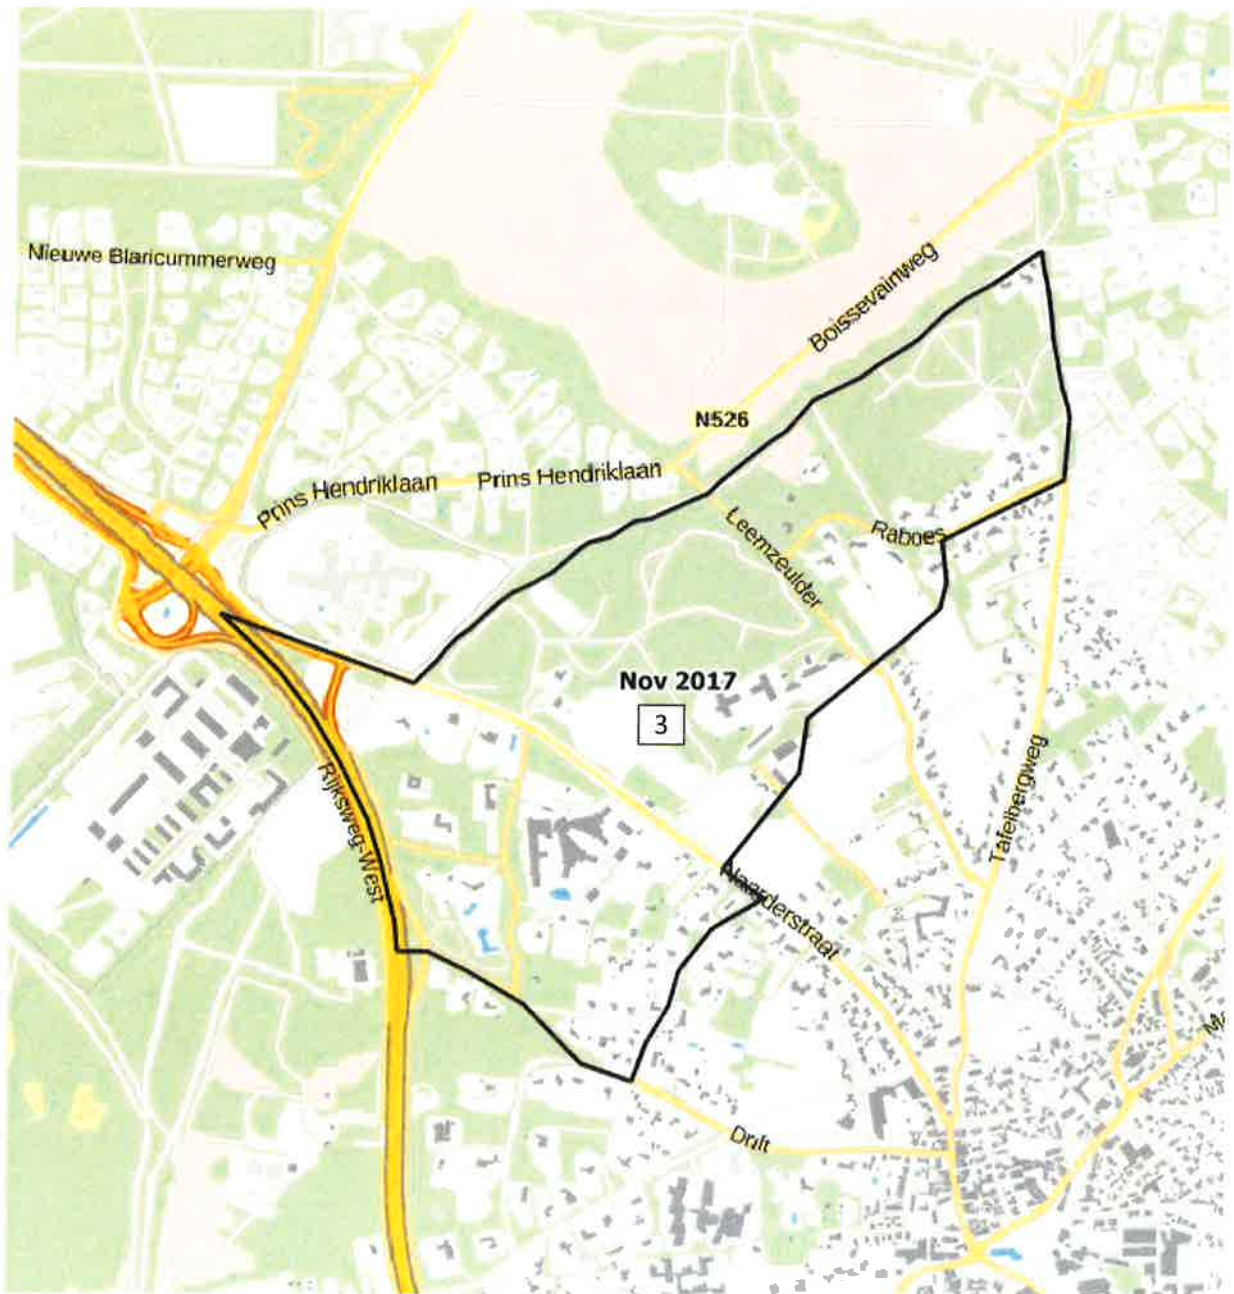 Nieuwe Blaricummerweg
Boissevainweg
N526
Prins Hendriklaan
Prins Hendriklaan
Leemzeulder
Raboes
Nov 2017
3
Rijksweg-West
Tafelbergweg
Naarderstraat
Drift